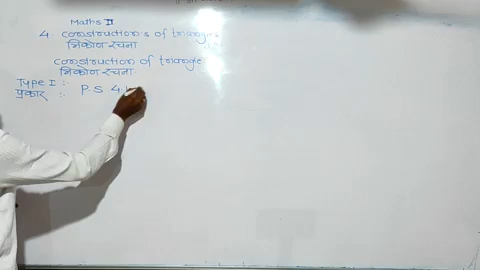 Maths II
4. constructions of triangles
त्रिकोण रचना
construction of triangle
त्रिकोण रचना
Type I :-
प्रकार :- P S 4.